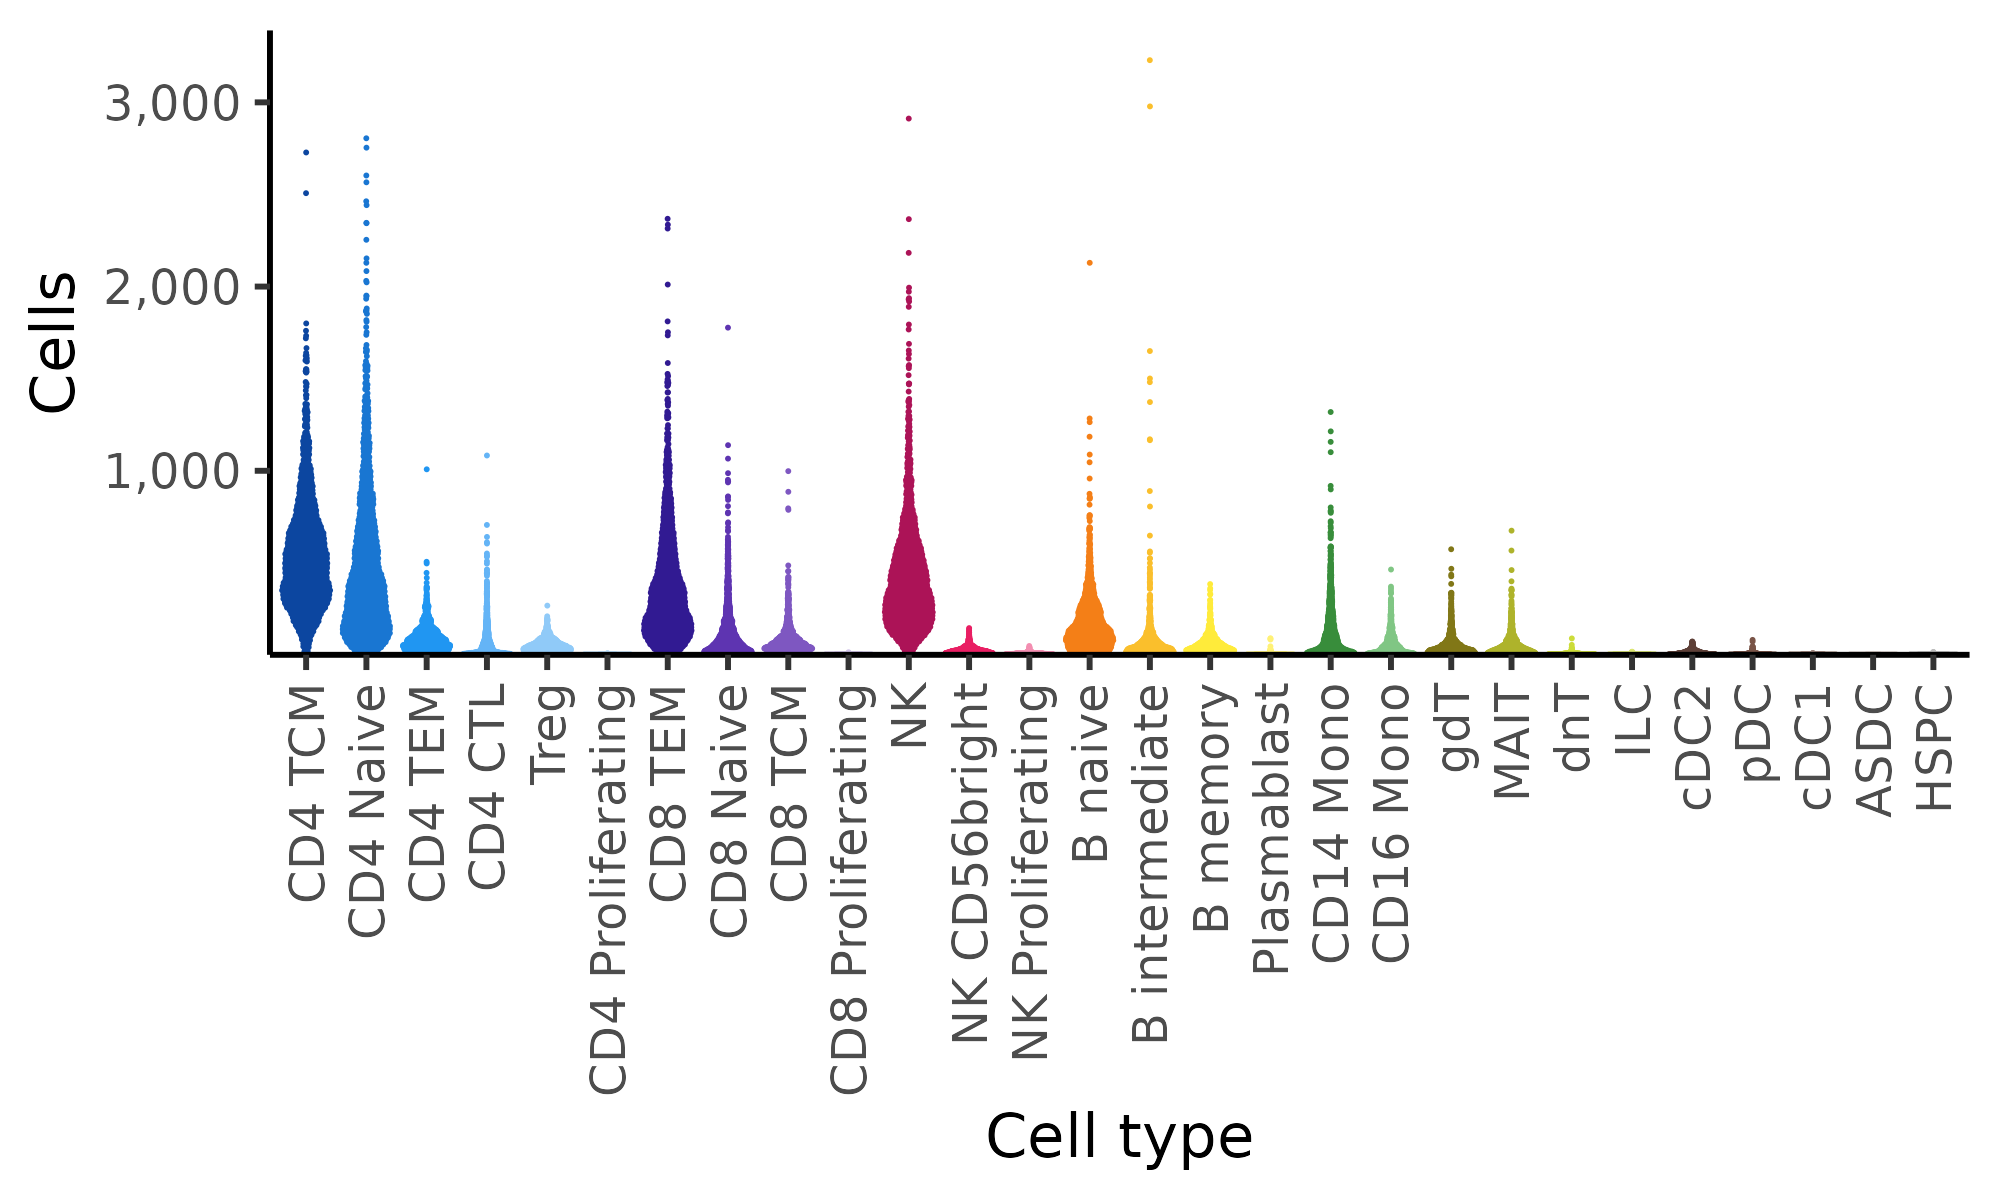 3,000
2,000
1,000
Cells
CD4 TCM
CD4 Naive
CD4 TEM
CD4 CTL
Treg
CD4 Proliferating
CD8 TEM
CD8 Naive
CD8 TCM
CD8 Proliferating
NK
NK CD56bright
NK Proliferating
B naive
B intermediate
B memory
Plasmablast
CD14 Mono
CD16 Mono
gdT
MAIT
dnT
ILC
cDC2
pDC
cDC1
ASDC
HSPC
Cell type